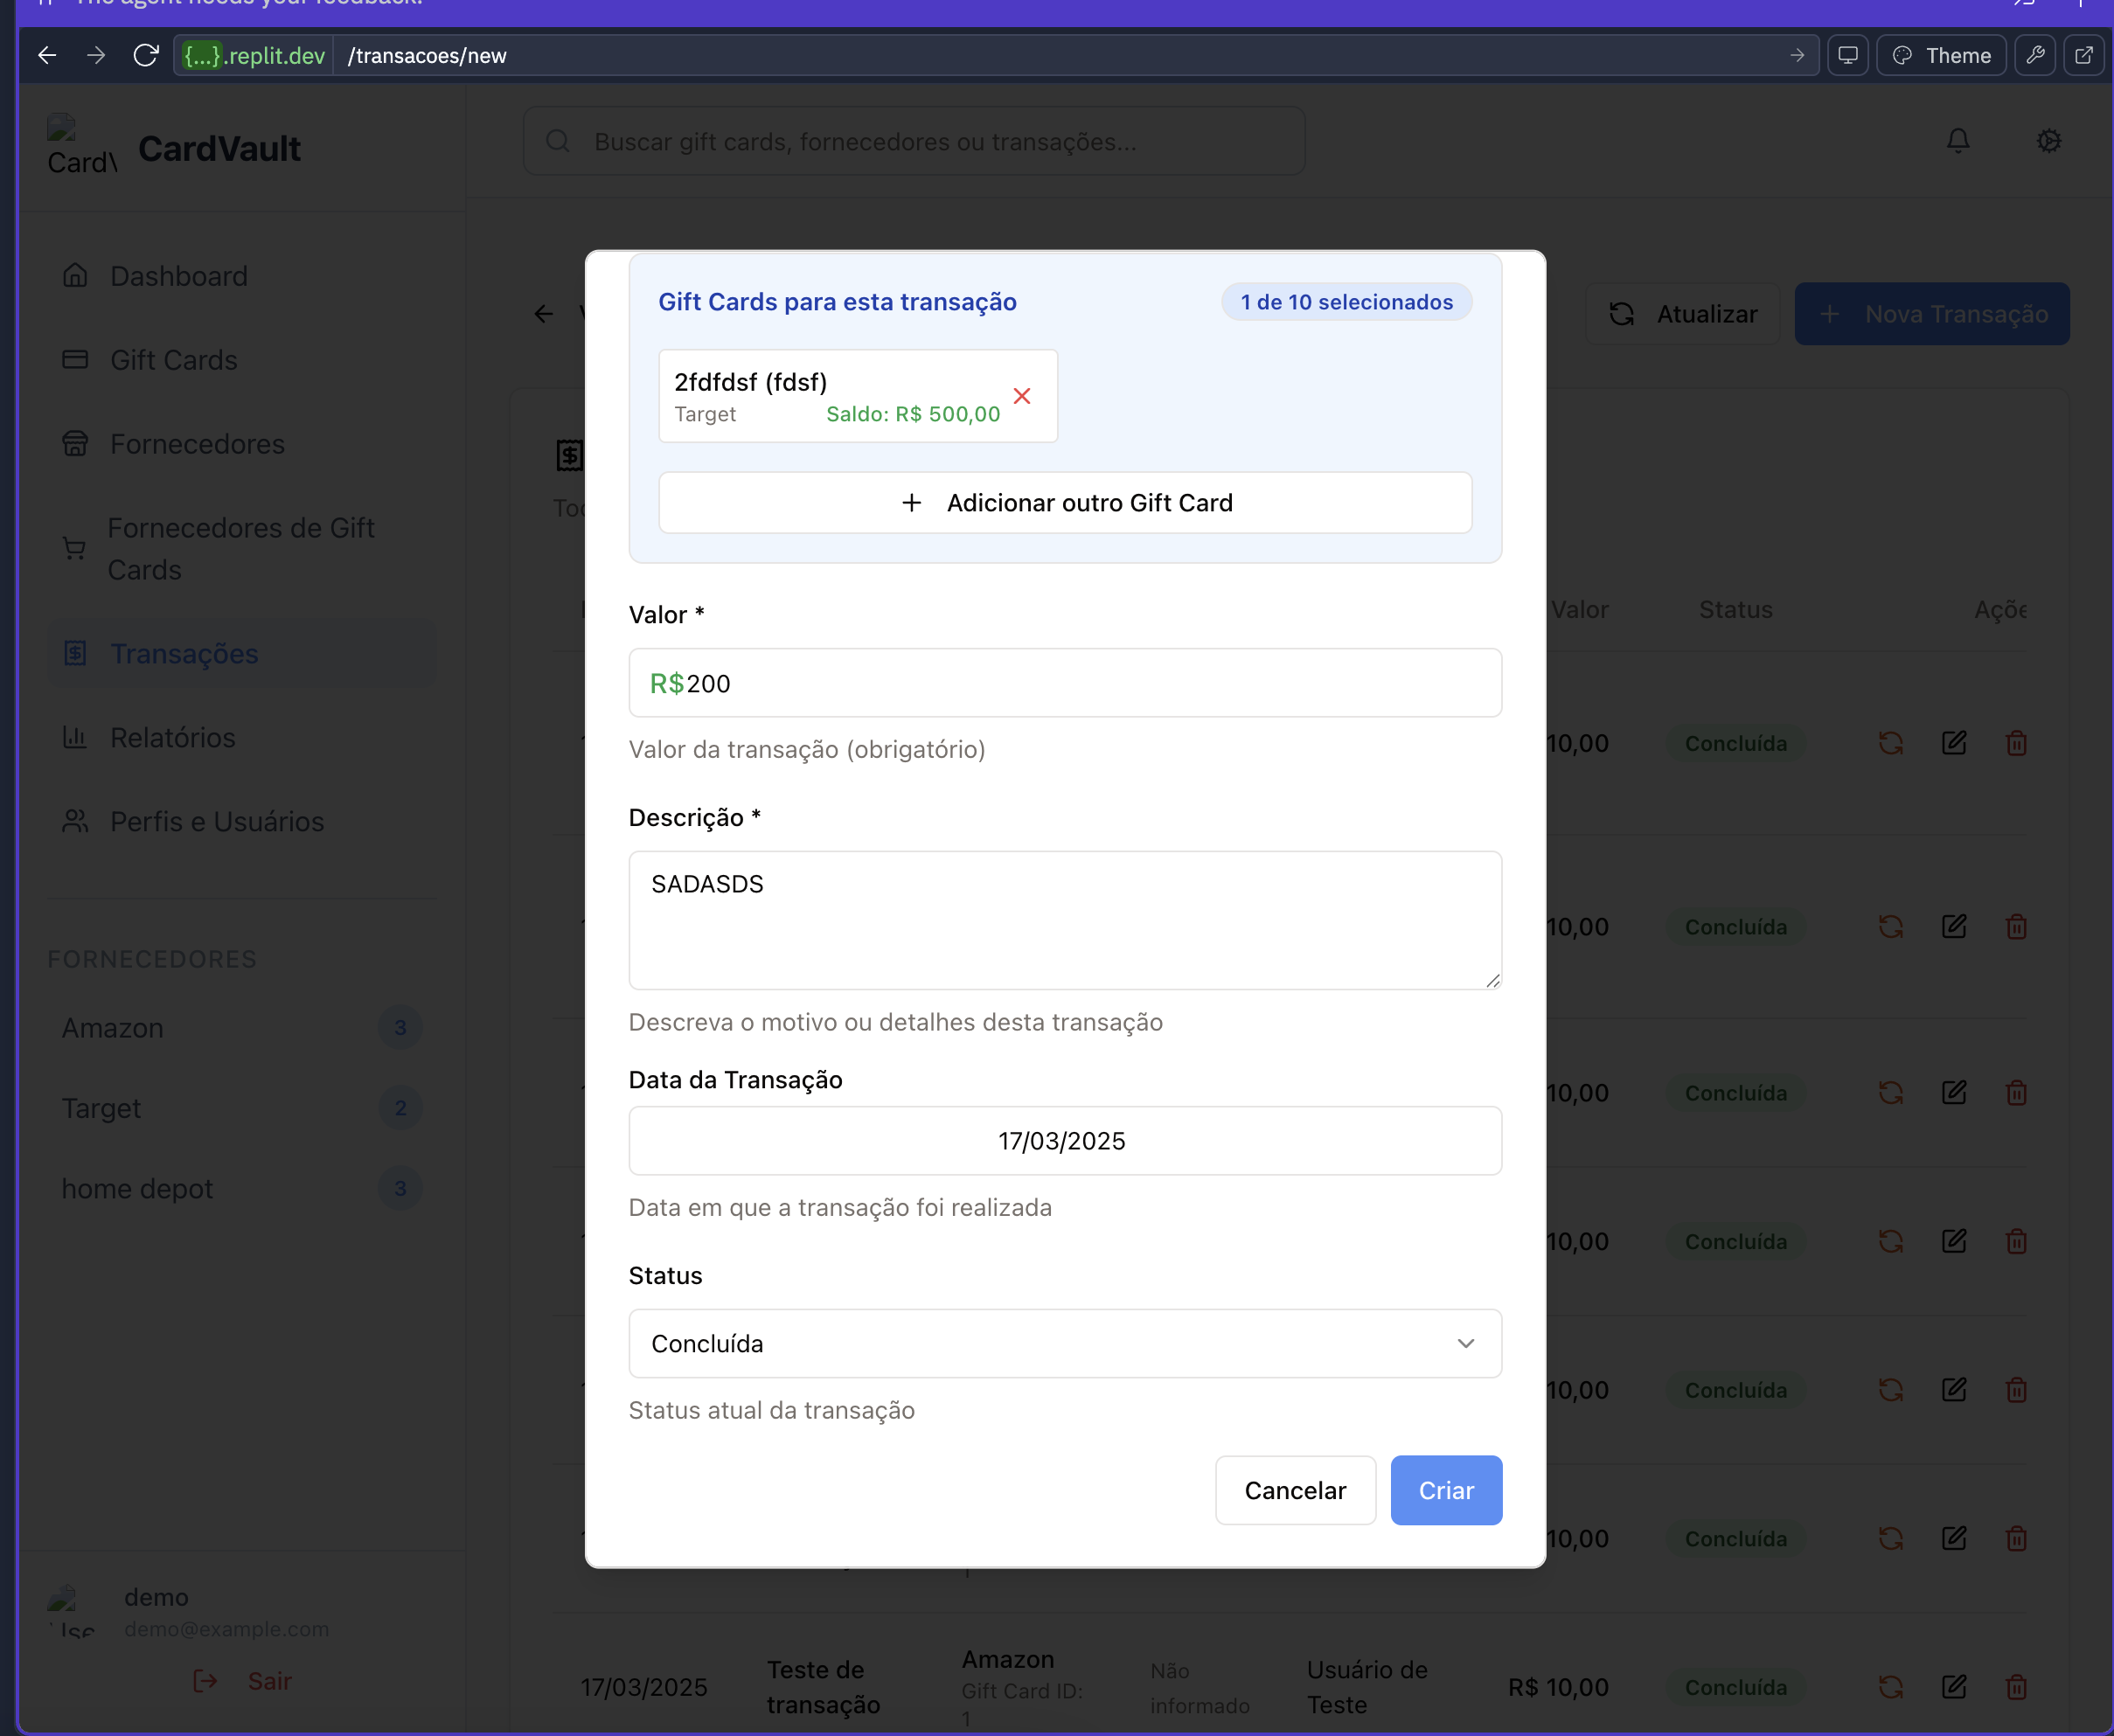 The agent needs your feedback.
{...}.replit.dev
/transacoes/new
Theme
Card\
CardVault
Buscar gift cards, fornecedores ou transações...
Dashboard
Gift Cards
Fornecedores
Fornecedores de Gift
Cards
Transações
Relatórios
Perfis e Usuários
FORNECEDORES
Amazon 3
Target 2
home depot 3
demo
demo@example.com
Sair
Atualizar
Nova Transação
Valor
Status
Gift Cards para esta transação
1 de 10 selecionados
2fdfdsf (fdsf)
Target
Saldo: R$ 500,00
Adicionar outro Gift Card
Valor *
R$200
Valor da transação (obrigatório)
Descrição *
SADASDS
Descreva o motivo ou detalhes desta transação
Data da Transação
17/03/2025
Data em que a transação foi realizada
Status
Concluída
Status atual da transação
Cancelar
Criar
10,00 Concluída
10,00 Concluída
10,00 Concluída
10,00 Concluída
10,00 Concluída
10,00 Concluída
17/03/2025
Teste de
transação
Amazon
Gift Card ID:
1
Não
informado
Usuário de
Teste
R$ 10,00
Concluída